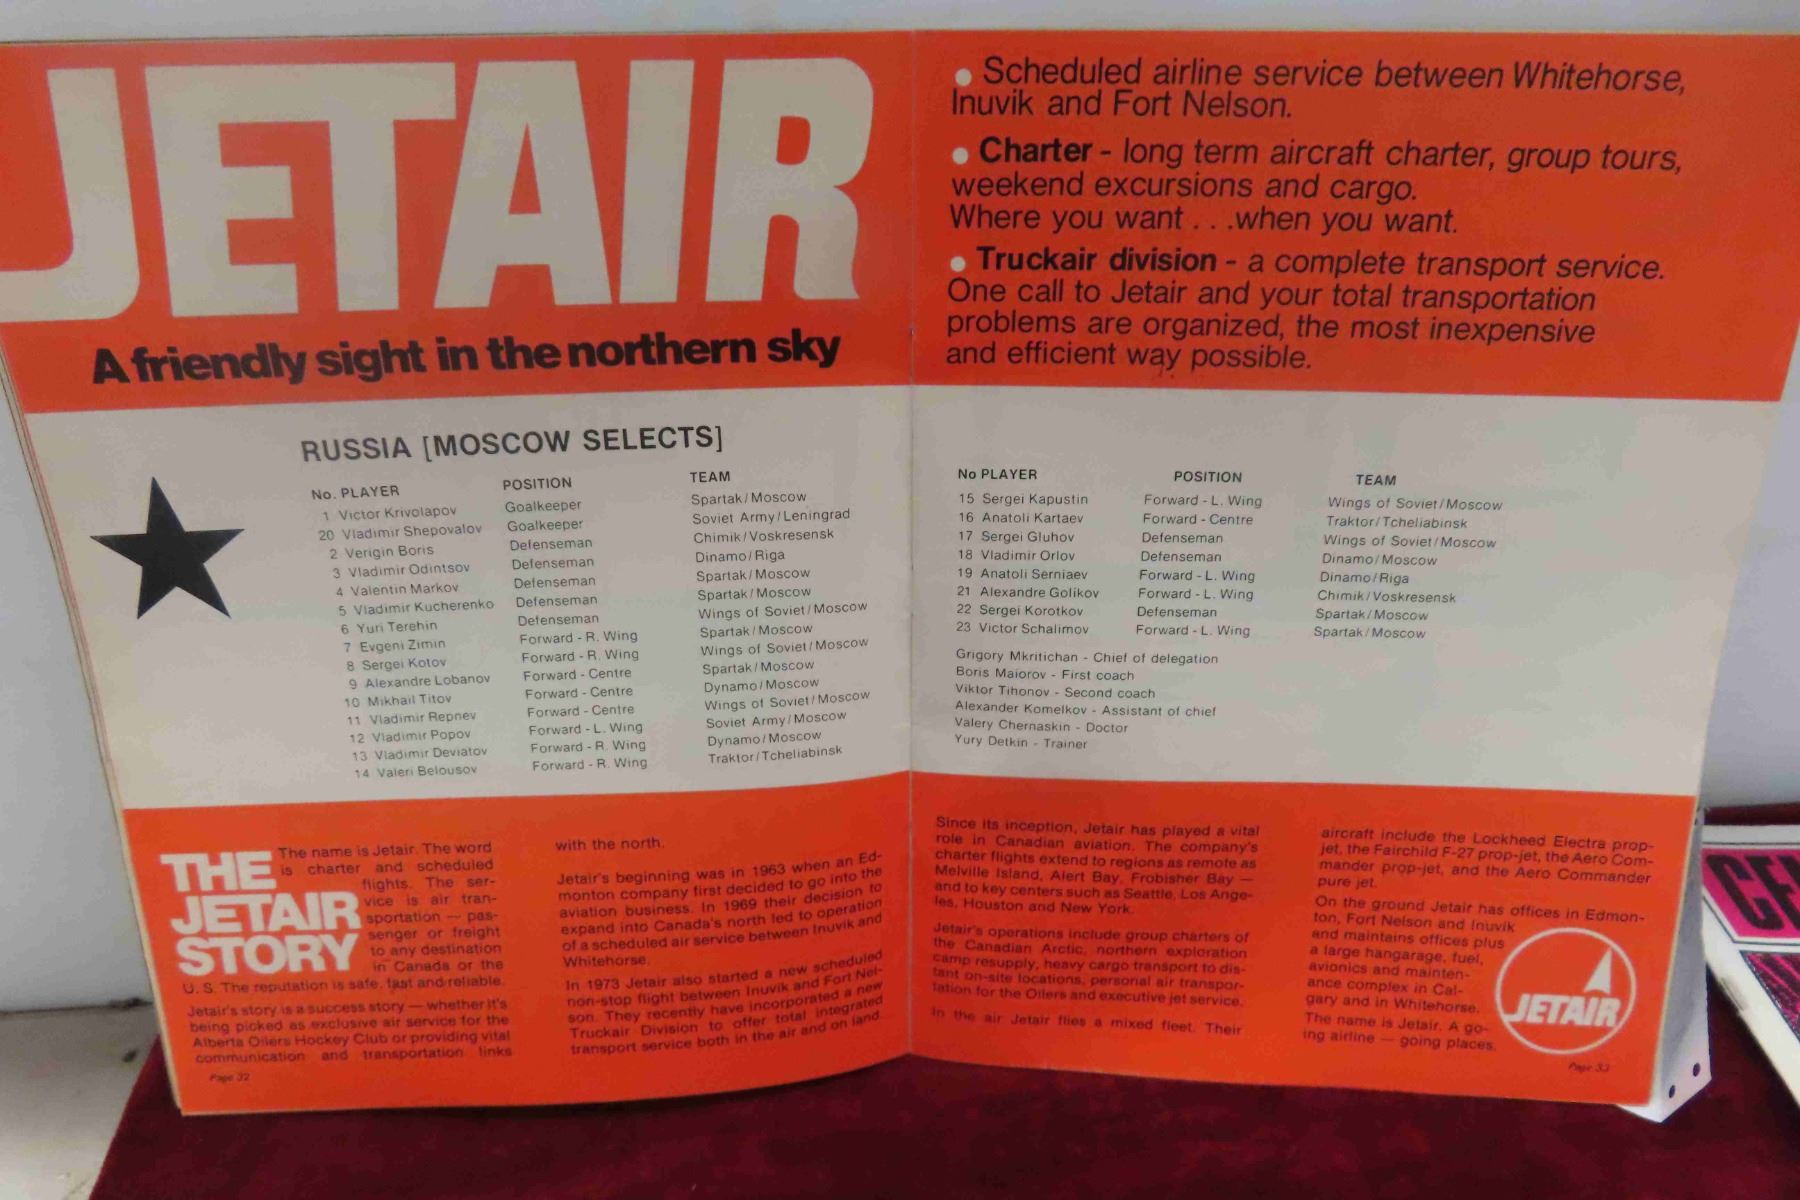 JETAIR
A friendly sight in the northern sky
• Scheduled airline service between Whitehorse,
Inuvik and Fort Nelson.
• Charter - long term aircraft charter, group tours,
weekend excursions and cargo.
Where you want . . .when you want.
• Truckair division - a complete transport service.
One call to Jetair and your total transportation
problems are organized, the most inexpensive
and efficient way possible.
RUSSIA [MOSCOW SELECTS]
No. PLAYER POSITION TEAM
1 Victor Krivolapov Goalkeeper Spartak/Moscow
20 Vladimir Shepovalov Goalkeeper Soviet Army/Leningrad
2 Verigin Boris Defenseman Chimik/Voskresensk
3 Vladimir Odintsov Defenseman Dinamo/Riga
4 Valentin Markov Defenseman Spartak/Moscow
5 Vladimir Kucherenko Defenseman Spartak/Moscow
6 Yuri Terehin Defenseman Wings of Soviet/Moscow
7 Evgeni Zimin Forward - R. Wing Spartak/Moscow
8 Sergei Kotov Forward - R. Wing Wings of Soviet/Moscow
9 Alexandre Lobanov Forward - Centre Spartak/Moscow
10 Mikhail Titov Forward - Centre Dynamo/Moscow
11 Vladimir Repnev Forward - Centre Wings of Soviet/Moscow
12 Vladimir Popov Forward - L. Wing Soviet Army/Moscow
13 Vladimir Deviatov Forward - R. Wing Dynamo/Moscow
14 Valeri Belousov Forward - R. Wing Traktor/Tcheliabinsk
No PLAYER POSITION TEAM
15 Sergei Kapustin Forward - L. Wing Wings of Soviet/Moscow
16 Anatoli Kartaev Forward - Centre Traktor/Tcheliabinsk
17 Sergei Gluhov Defenseman Wings of Soviet/Moscow
18 Vladimir Orlov Defenseman Dinamo/Moscow
19 Anatoli Serniaev Forward - L. Wing Dinamo/Riga
21 Alexandre Golikov Forward - L. Wing Chimik/Voskresensk
22 Sergei Korotkov Defenseman Spartak/Moscow
23 Victor Schalimov Forward - L. Wing Spartak/Moscow
Grigory Mkritichan - Chief of delegation
Boris Maiorov - First coach
Viktor Tihonov - Second coach
Alexander Komelkov - Assistant of chief
Valery Chernaskin - Doctor
Yury Detkin - Trainer
THE
JETAIR
STORY
The name is Jetair. The word
is charter and scheduled
flights. The ser-
vice is air tran-
sportation — pas-
senger or freight
to any destination
in Canada or the
U. S. The reputation is safe, fast and reliable.
Jetair's story is a success story — whether it's
being picked as exclusive air service for the
Alberta Oilers Hockey Club or providing vital
communication and transportation links
Page 32
with the north.
Jetair's beginning was in 1963 when an Ed-
monton company first decided to go into the
aviation business. In 1969 their decision to
expand into Canada's north led to operation
of a scheduled air service between Inuvik and
Whitehorse.
In 1973 Jetair also started a new scheduled
non-stop flight between Inuvik and Fort Nel-
son. They recently have incorporated a new
Truckair Division to offer total integrated
transport service both in the air and on land.
Since its inception, Jetair has played a vital
role in Canadian aviation. The company's
charter flights extend to regions as remote as
Melville Island, Alert Bay, Frobisher Bay —
and to key centers such as Seattle, Los Ange-
les, Houston and New York.
Jetair's operations include group charters of
the Canadian Arctic, northern exploration
camp resupply, heavy cargo transport to dis-
tant on-site locations, personal air transpor-
tation for the Oilers and executive jet service.
In the air Jetair flies a mixed fleet. Their
aircraft include the Lockheed Electra prop-
jet, the Fairchild F-27 prop-jet, the Aero Com-
mander prop-jet, and the Aero Commander
pure jet.
On the ground Jetair has offices in Edmon-
ton, Fort Nelson and Inuvik
and maintains offices plus
a large hangarage, fuel,
avionics and mainten-
ance complex in Cal-
gary and in Whitehorse.
The name is Jetair. A go-
ing airline — going places.
JETAIR
Page 33